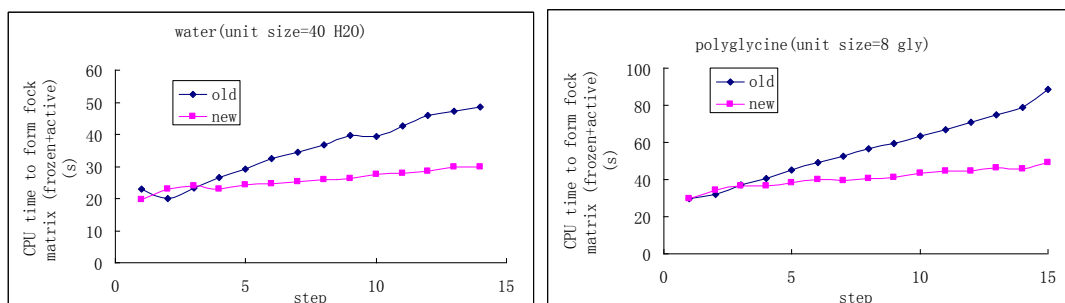 water(unit size=40 H2O)
CPU time to form fock
matrix (frozen+active)
(s)
60
50
40
30
20
10
0
old
new
0 5 10 15
step
polyglycine(unit size=8 gly)
CPU time to form fock
matrix (frozen+active)
(s)
100
80
60
40
20
0
old
new
0 5 10 15
step